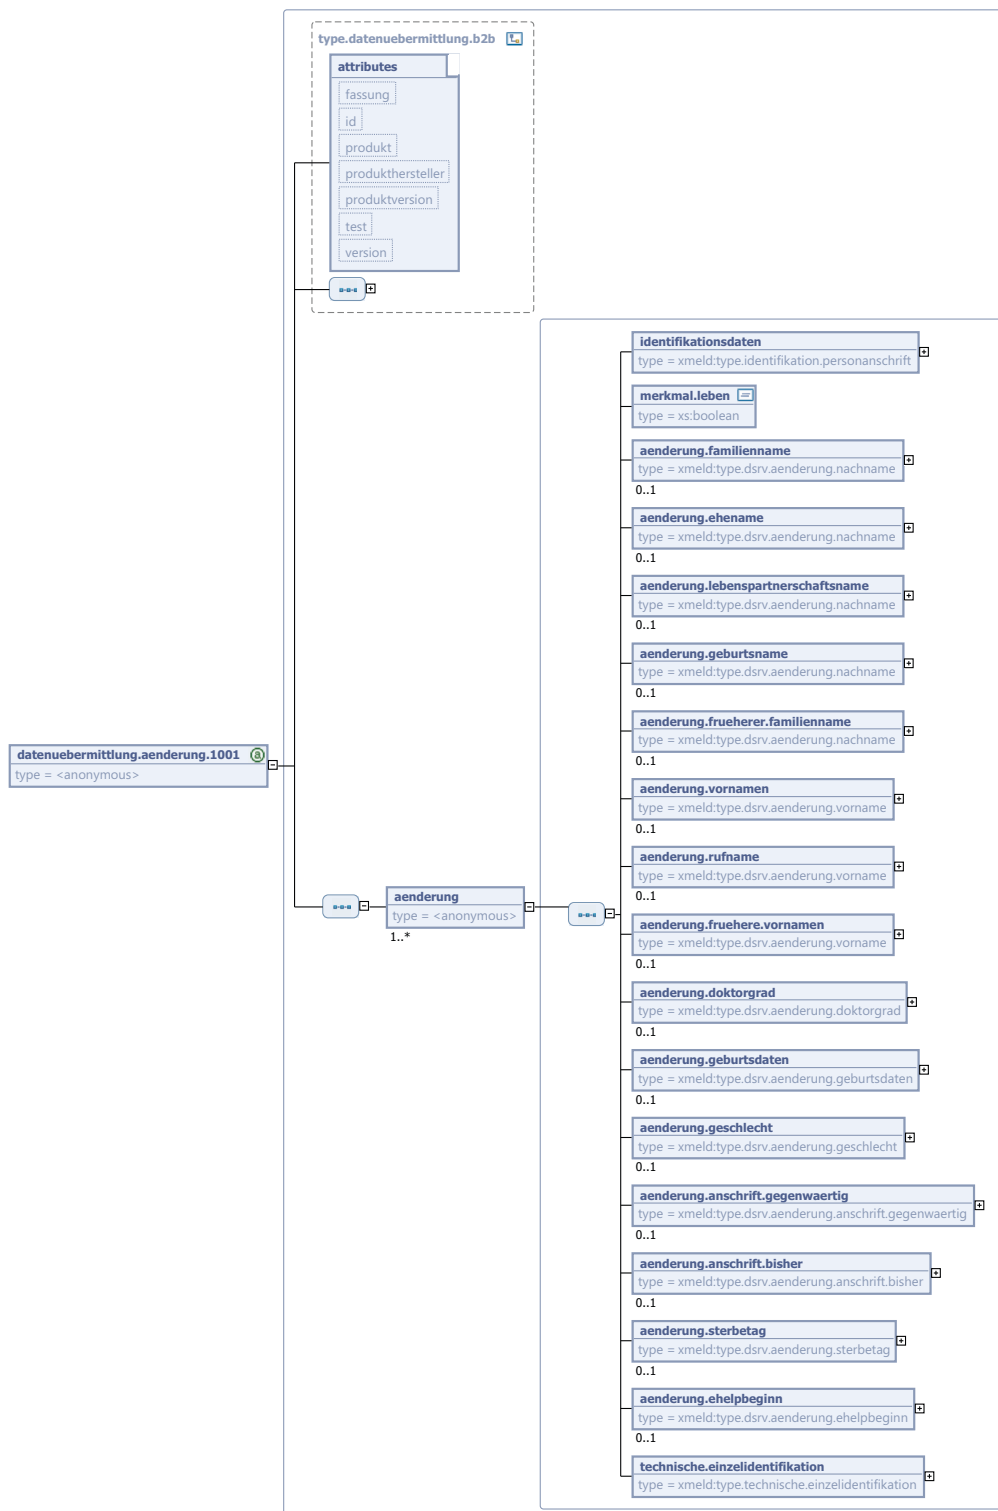 type.datenuebermittlung.b2b
attributes
fassung
id
produkt
produkthersteller
produktversion
test
version
identifikationsdaten
type = xmeld:type.identifikation.personanschrift
merkmal.leben
type = xs:boolean
aenderung.familienname
type = xmeld:type.dsrv.aenderung.nachname
0..1
aenderung.ehename
type = xmeld:type.dsrv.aenderung.nachname
0..1
aenderung.lebenspartnerschaftsname
type = xmeld:type.dsrv.aenderung.nachname
0..1
aenderung.geburtsname
type = xmeld:type.dsrv.aenderung.nachname
0..1
aenderung.frueherer.familienname
type = xmeld:type.dsrv.aenderung.nachname
0..1
datenuebermittlung.aenderung.1001 a
type = <anonymous>
aenderung.vornamen
type = xmeld:type.dsrv.aenderung.vorname
0..1
aenderung.rufname
type = xmeld:type.dsrv.aenderung.vorname
0..1
aenderung
type = <anonymous>
1..*
aenderung.fruehere.vornamen
type = xmeld:type.dsrv.aenderung.vorname
0..1
aenderung.doktorgrad
type = xmeld:type.dsrv.aenderung.doktorgrad
0..1
aenderung.geburtsdaten
type = xmeld:type.dsrv.aenderung.geburtsdaten
0..1
aenderung.geschlecht
type = xmeld:type.dsrv.aenderung.geschlecht
0..1
aenderung.anschrift.gegenwaertig
type = xmeld:type.dsrv.aenderung.anschrift.gegenwaertig
0..1
aenderung.anschrift.bisher
type = xmeld:type.dsrv.aenderung.anschrift.bisher
0..1
aenderung.sterbetag
type = xmeld:type.dsrv.aenderung.sterbetag
0..1
aenderung.ehelpbeginn
type = xmeld:type.dsrv.aenderung.ehelpbeginn
0..1
technische.einzelidentifikation
type = xmeld:type.technische.einzelidentifikation